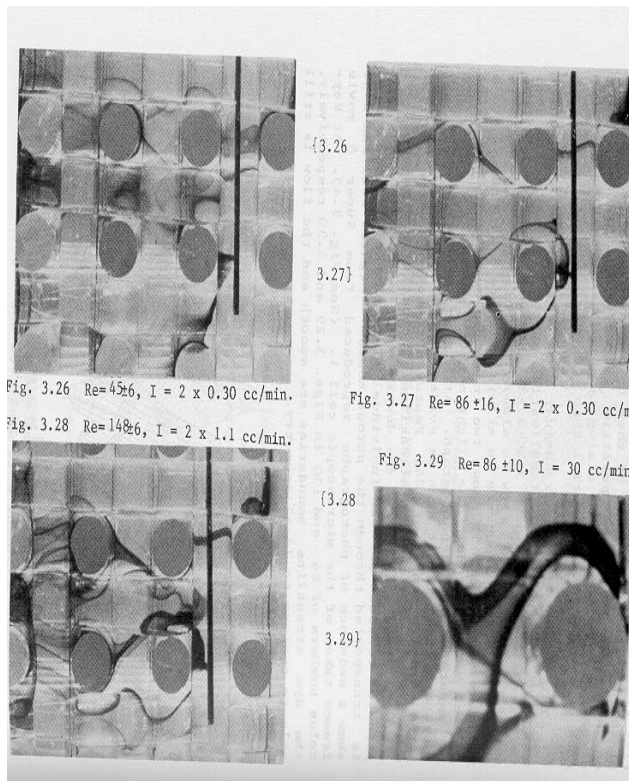 {3.26
3.27}
Fig. 3.26 Re= 45±6, I = 2 x 0.30 cc/min.
Fig. 3.27 Re= 86 ±16, I = 2 x 0.30 cc/m
Fig. 3.28 Re= 148±6, I = 2 x 1.1 cc/min.
Fig. 3.29 Re= 86 ±10, I = 30 cc/min
{3.28
3.29}